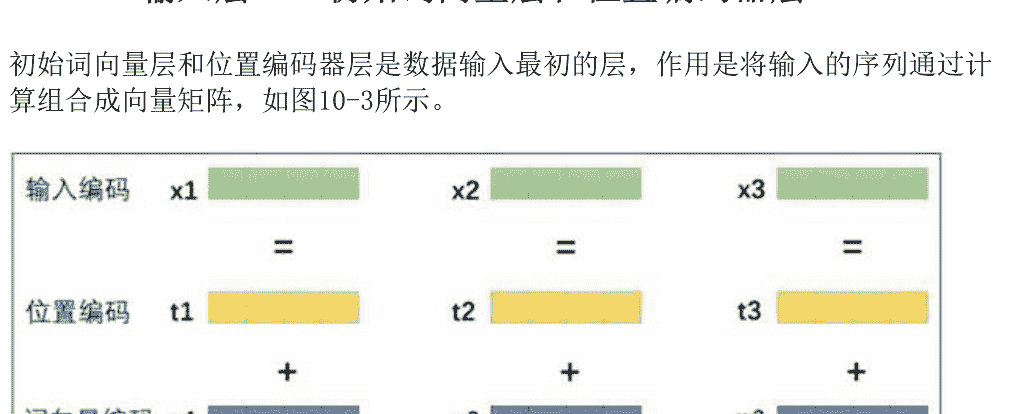 初始词向量层和位置编码器层是数据输入最初的层，作用是将输入的序列通过计
算组合成向量矩阵，如图10-3所示。
输入编码 x1 x2 x3
= = =
位置编码 t1 t2 t3
+ + +